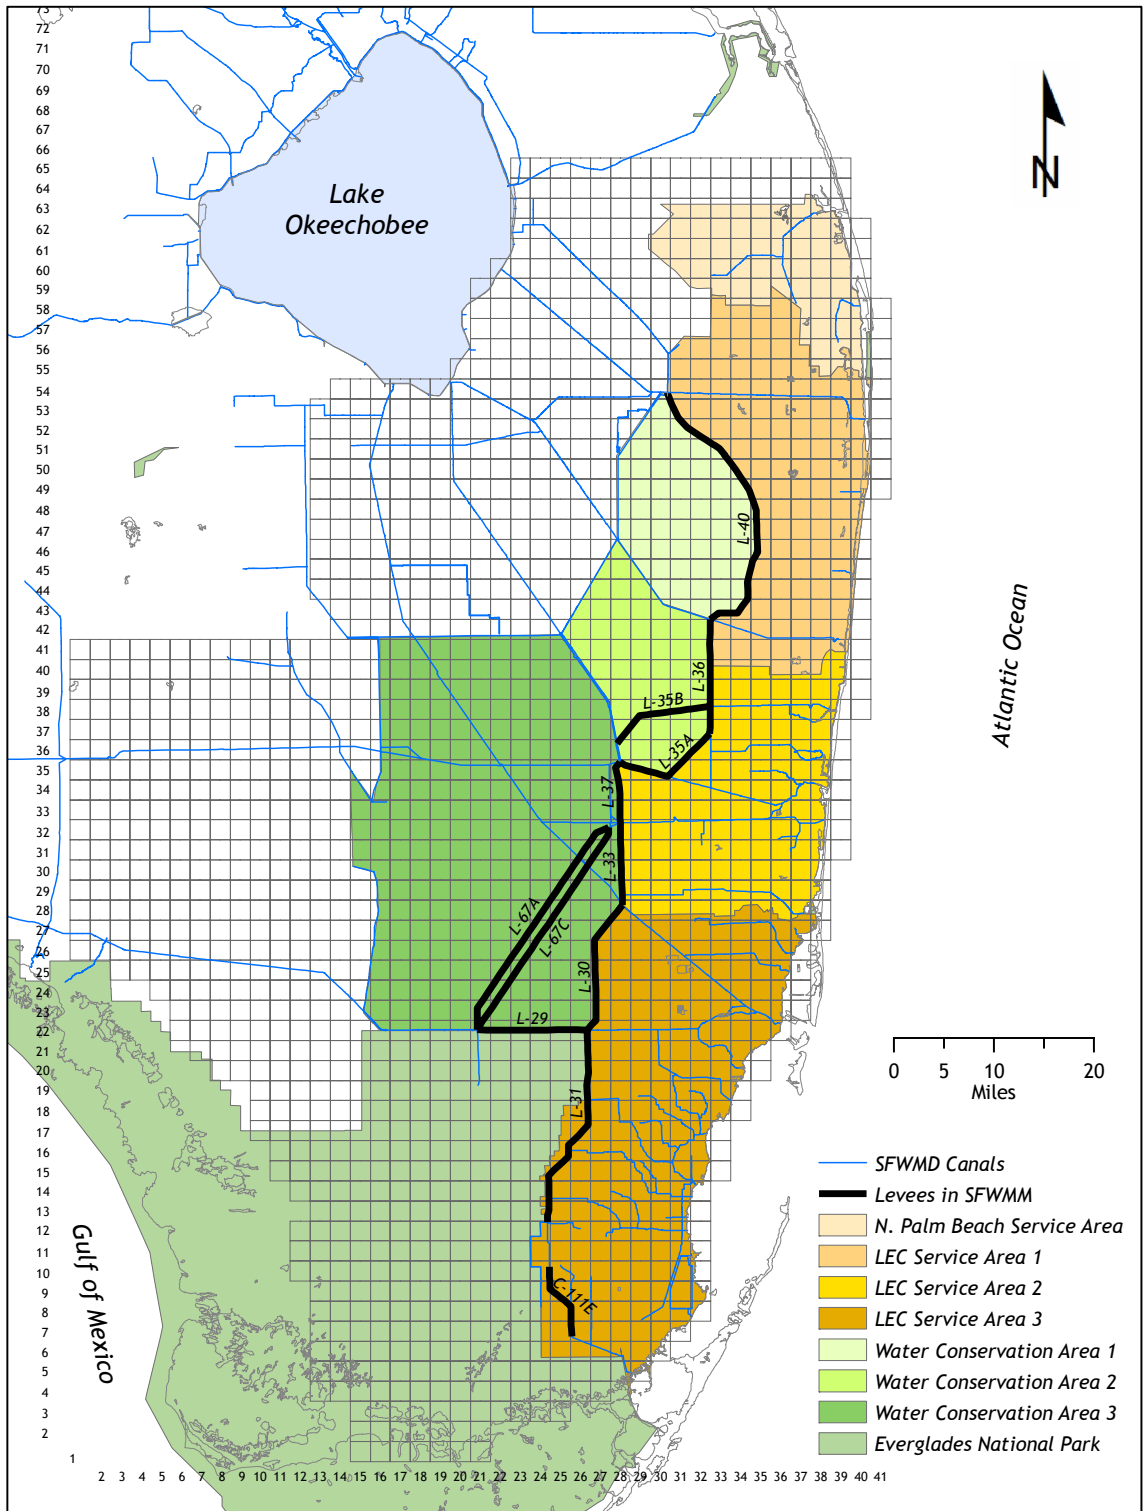 73
72
71
70
69
68
67
66
65
64
63
62
61
60
59
58
57
56
55
54
53
52
51
50
49
48
47
46
45
44
43
42
41
40
39
38
37
36
35
34
33
32
31
30
29
28
27
26
25
24
23
22
21
20
19
18
17
16
15
14
13
12
11
10
9
8
7
6
5
4
3
2
1
2 3 4 5 6 7 8 9 10 11 12 13 14 15 16 17 18 19 20 21 22 23 24 25 26 27 28 29 30 31 32 33 34 35 36 37 38 39 40 41
Lake
Okeechobee
N
L-40
L-36
L-35B
L-35A
L-37
L-33
L-67A
L-67C
L-30
L-29
L-31
C-111E
Atlantic Ocean
Gulf of Mexico
0 5 10 20
Miles
SFWMD Canals
Levees in SFWMM
N. Palm Beach Service Area
LEC Service Area 1
LEC Service Area 2
LEC Service Area 3
Water Conservation Area 1
Water Conservation Area 2
Water Conservation Area 3
Everglades National Park